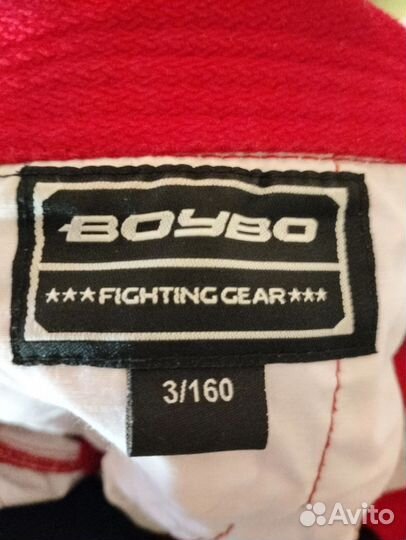 BOYBO
★★★FIGHTING GEAR★★★
3/160
Avito